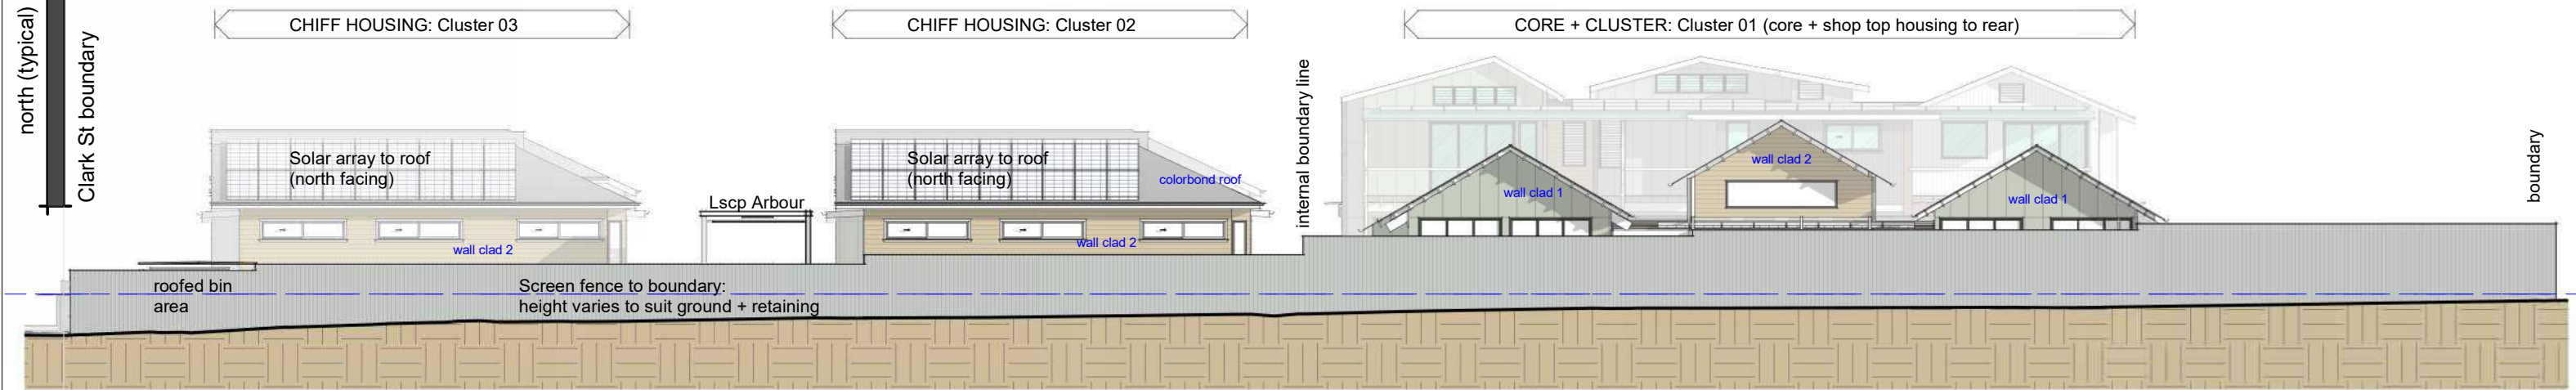 north (typical)
Clark St boundary
CHIFF HOUSING: Cluster 03
CHIFF HOUSING: Cluster 02
CORE + CLUSTER: Cluster 01 (core + shop top housing to rear)
internal boundary line
boundary
Solar array to roof
(north facing)
wall clad 2
Lscp Arbour
Solar array to roof
(north facing)
colorbond roof
wall clad 2
wall clad 1
wall clad 2
wall clad 1
roofed bin
area
Screen fence to boundary:
height varies to suit ground + retaining